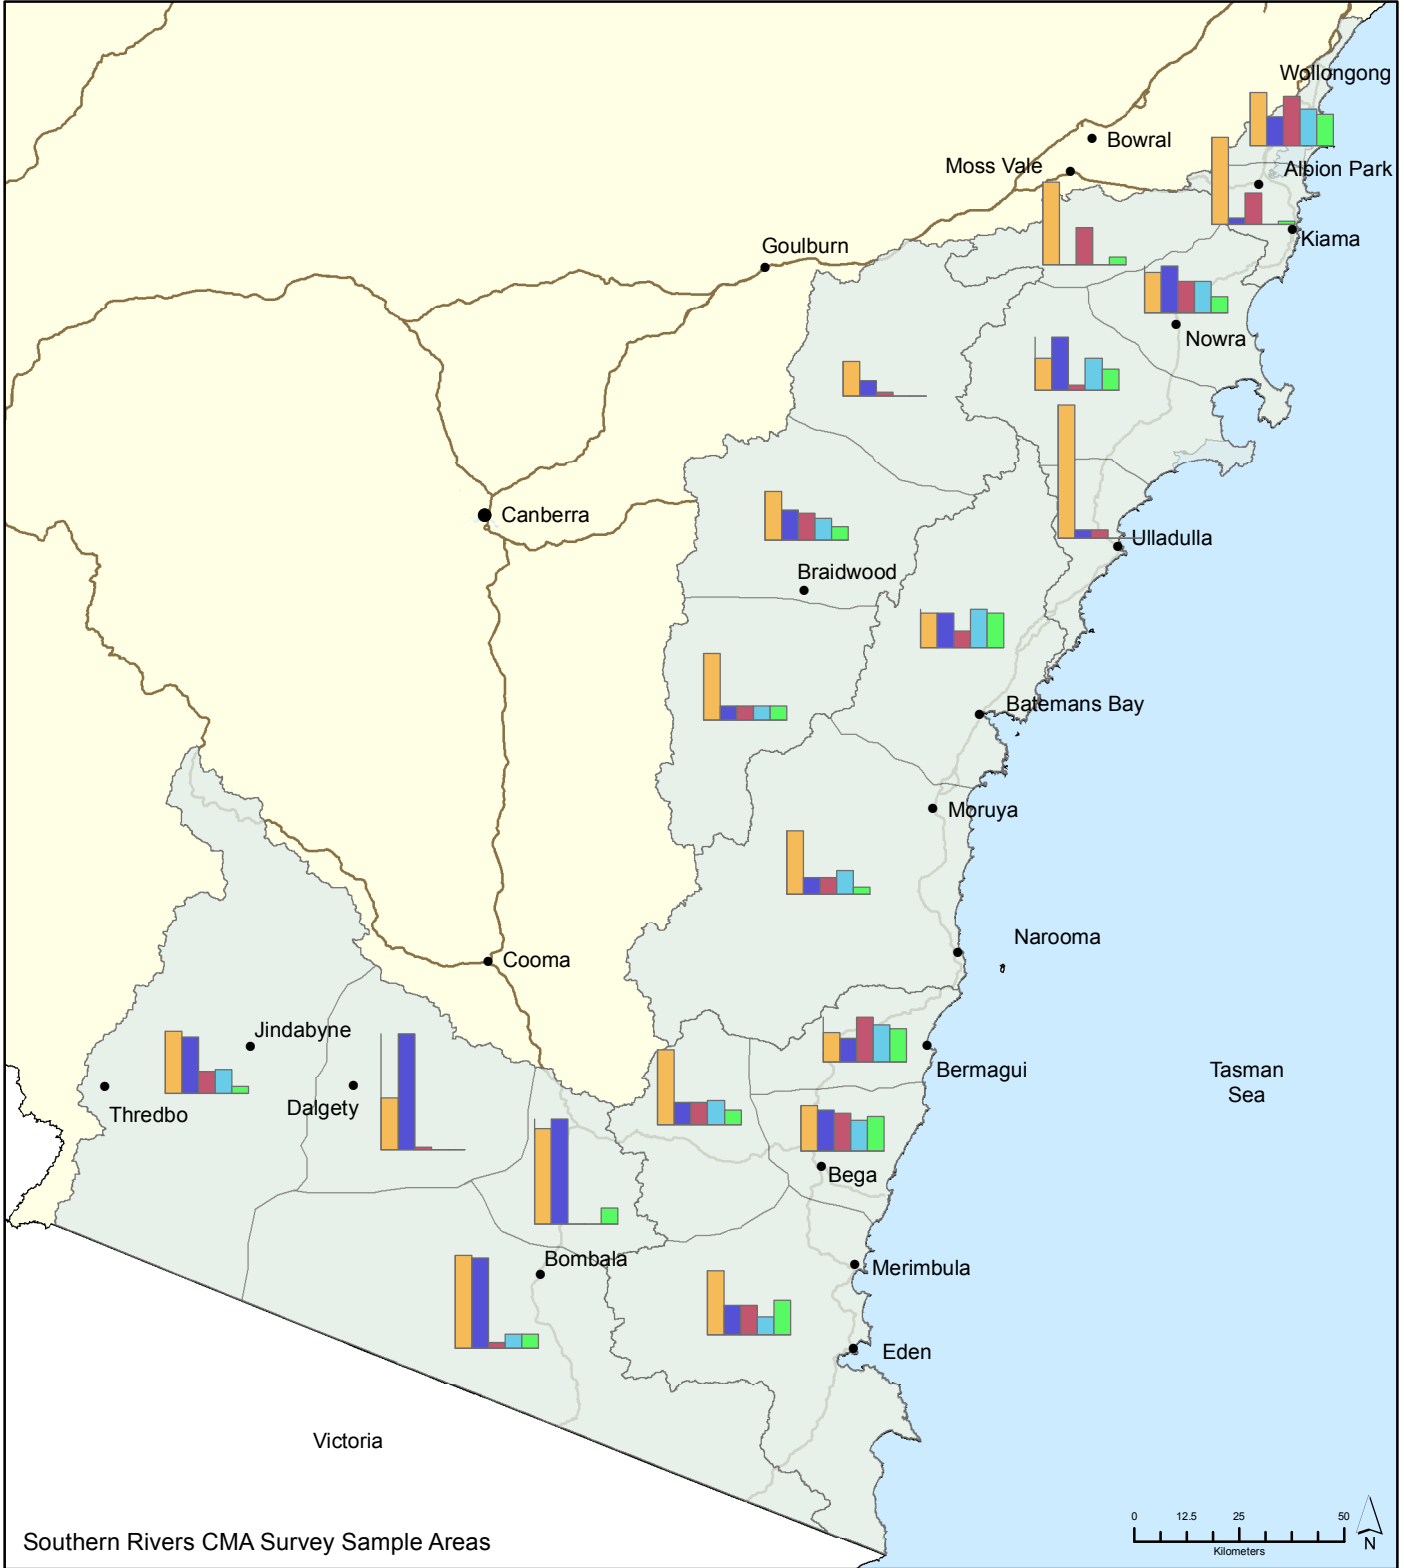 Wollongong
Bowral
Moss Vale
Albion Park
Kiama
Goulburn
Nowra
Canberra
Ulladulla
Braidwood
Batemans Bay
Moruya
Narooma
Cooma
Jindabyne
Bermagui
Tasman
Sea
Thredbo
Dalgety
Bega
Bombala
Merimbula
Eden
Victoria
0 12.5 25 50
Kilometers
N
Southern Rivers CMA Survey Sample Areas